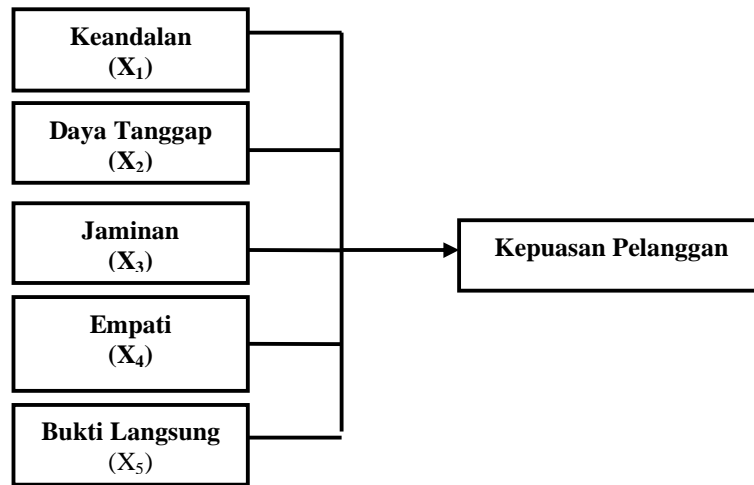 Keandalan
(X₁)
Daya Tanggap
(X₂)
Jaminan
(X₃)
Empati
(X₄)
Bukti Langsung
(X₅)
Kepuasan Pelanggan